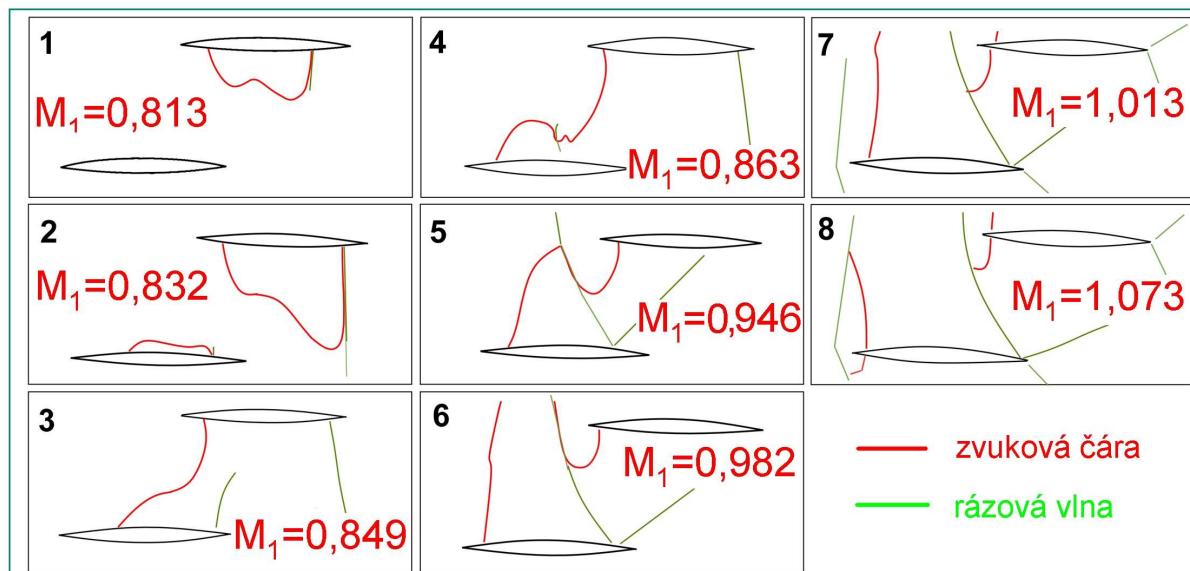 1
M₁=0,813
2
M₁=0,832
3
M₁=0,849
4
M₁=0,863
5
M₁=0,946
6
M₁=0,982
7
M₁=1,013
8
M₁=1,073
zvuková čára
rázová vlna